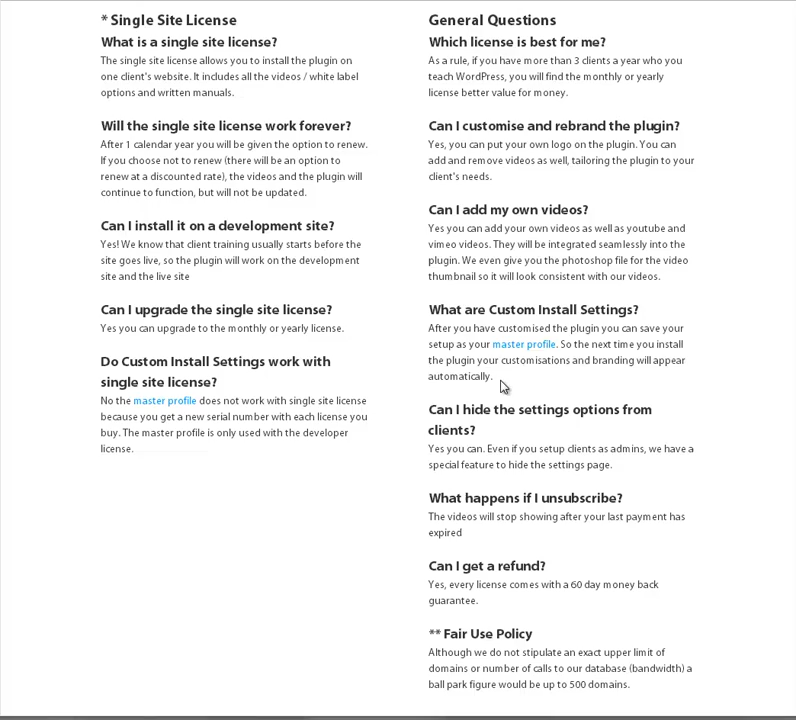 * Single Site License
What is a single site license?
The single site license allows you to install the plugin on
one client's website. It includes all the videos / white label
options and written manuals.
Will the single site license work forever?
After 1 calendar year you will be given the option to renew.
If you choose not to renew (there will be an option to
renew at a discounted rate), the videos and the plugin will
continue to function, but will not be updated.
Can I install it on a development site?
Yes! We know that client training usually starts before the
site goes live, so the plugin will work on the development
site and the live site
Can I upgrade the single site license?
Yes you can upgrade to the monthly or yearly license.
Do Custom Install Settings work with
single site license?
No the master profile does not work with single site license
because you get a new serial number with each license you
buy. The master profile is only used with the developer
license.
General Questions
Which license is best for me?
As a rule, if you have more than 3 clients a year who you
teach WordPress, you will find the monthly or yearly
license better value for money.
Can I customise and rebrand the plugin?
Yes, you can put your own logo on the plugin. You can
add and remove videos as well, tailoring the plugin to your
client's needs.
Can I add my own videos?
Yes you can add your own videos as well as youtube and
vimeo videos. They will be integrated seamlessly into the
plugin. We even give you the photoshop file for the video
thumbnail so it will look consistent with our videos.
What are Custom Install Settings?
After you have customised the plugin you can save your
setup as your master profile. So the next time you install
the plugin your customisations and branding will appear
automatically.
Can I hide the settings options from
clients?
Yes you can. Even if you setup clients as admins, we have a
special feature to hide the settings page.
What happens if I unsubscribe?
The videos will stop showing after your last payment has
expired
Can I get a refund?
Yes, every license comes with a 60 day money back
guarantee.
** Fair Use Policy
Although we do not stipulate an exact upper limit of
domains or number of calls to our database (bandwidth) a
ball park figure would be up to 500 domains.